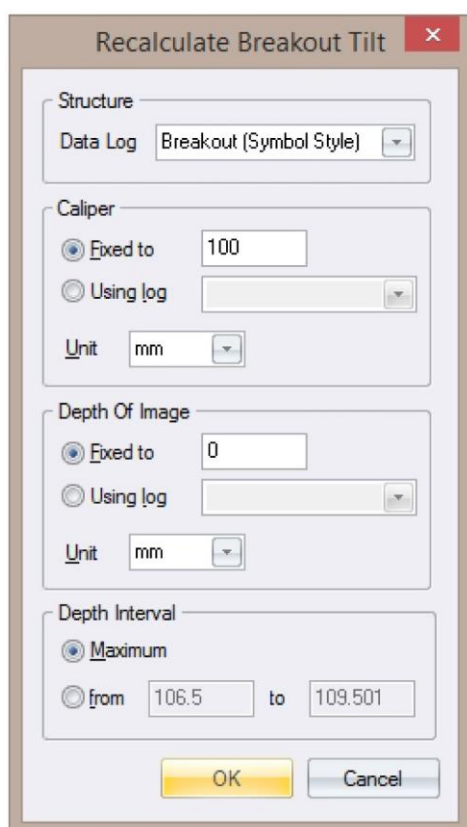 Recalculate Breakout Tilt
Structure
Data Log Breakout (Symbol Style)
Caliper
Fixed to 100
Using log
Unit mm
Depth Of Image
Fixed to 0
Using log
Unit mm
Depth Interval
Maximum
from 106.5 to 109.501
OK Cancel